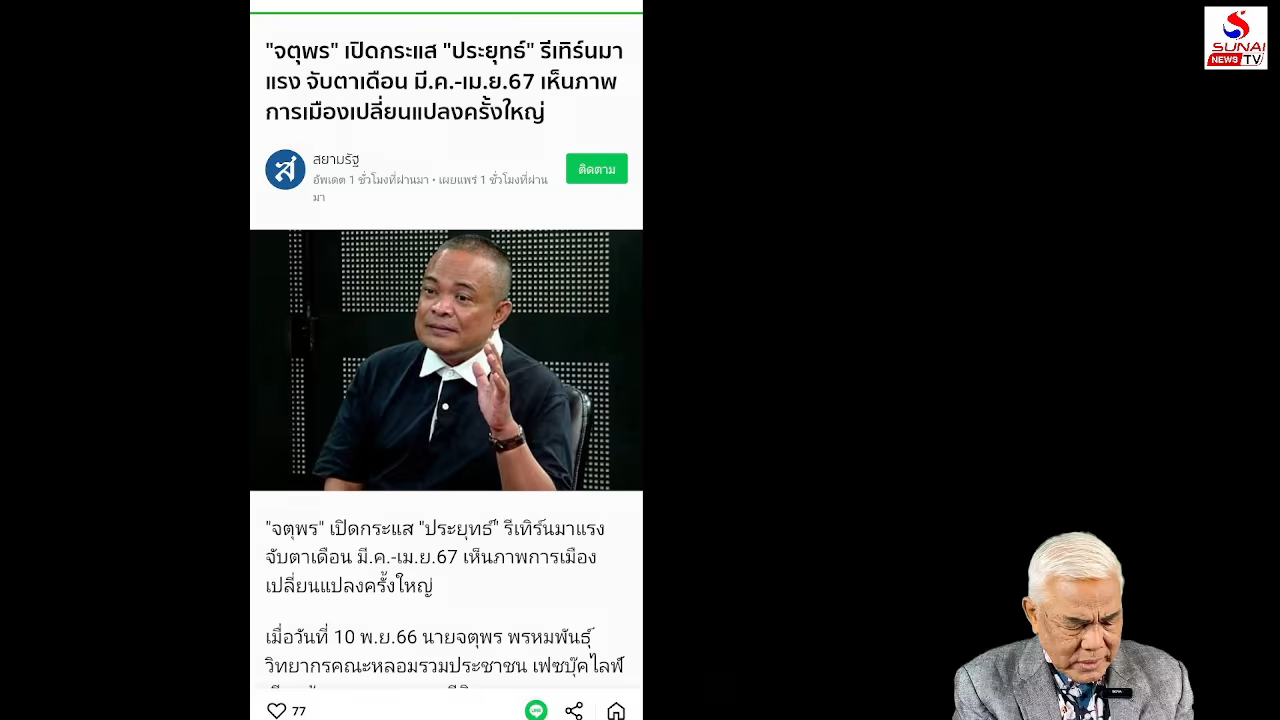 "จตุพร" เปิดกระแส "ประยุทธ์" รีเทิร์นมา
แรง จับตาเดือน มี.ค.-เม.ย.67 เห็นภาพ
การเมืองเปลี่ยนแปลงครั้งใหญ่
สยามรัฐ
อัพเดต 1 ชั่วโมงที่ผ่านมา • เผยแพร่ 1 ชั่วโมงที่ผ่าน
มา
ติดตาม
"จตุพร" เปิดกระแส "ประยุทธ์" รีเทิร์นมาแรง
จับตาเดือน มี.ค.-เม.ย.67 เห็นภาพการเมือง
เปลี่ยนแปลงครั้งใหญ่
เมื่อวันที่ 10 พ.ย.66 นายจตุพร พรหมพันธุ์
วิทยากรคณะหลอมรวมประชาชน เฟซบุ๊คไลฟ์
77
LINE
SUNAI
NEWS TV